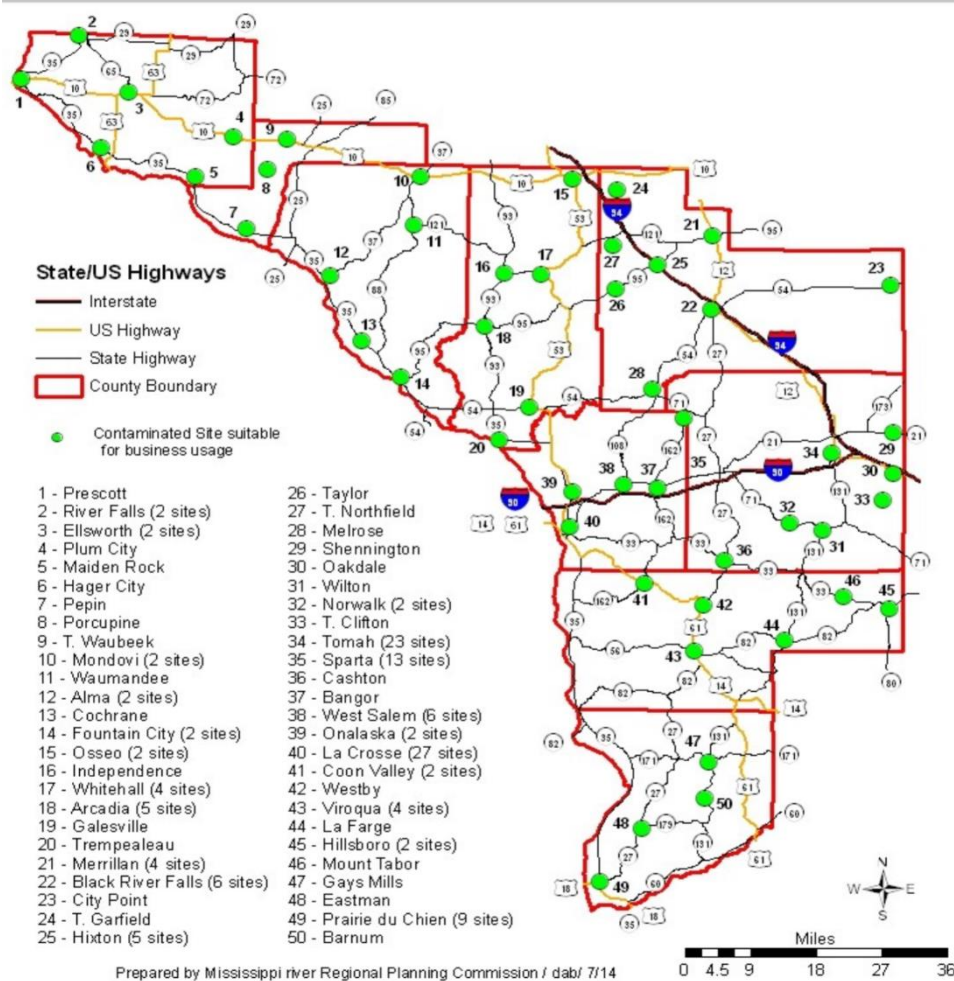 State/US Highways
Interstate
US Highway
State Highway
County Boundary
Contaminated Site suitable
for business usage
1 - Prescott
2 - River Falls (2 sites)
3 - Ellsworth (2 sites)
4 - Plum City
5 - Maiden Rock
6 - Hager City
7 - Pepin
8 - Porcupine
9 - T. Waubeek
10 - Mondovi (2 sites)
11 - Waumandee
12 - Alma (2 sites)
13 - Cochrane
14 - Fountain City (2 sites)
15 - Osseo (2 sites)
16 - Independence
17 - Whitehall (4 sites)
18 - Arcadia (5 sites)
19 - Galesville
20 - Trempealeau
21 - Merrillan (4 sites)
22 - Black River Falls (6 sites)
23 - City Point
24 - T. Garfield
25 - Hixton (5 sites)
26 - Taylor
27 - T. Northfield
28 - Melrose
29 - Shennington
30 - Oakdale
31 - Wilton
32 - Norwalk (2 sites)
33 - T. Clifton
34 - Tomah (23 sites)
35 - Sparta (13 sites)
36 - Cashton
37 - Bangor
38 - West Salem (6 sites)
39 - Onalaska (2 sites)
40 - La Crosse (27 sites)
41 - Coon Valley (2 sites)
42 - Westby
43 - Viroqua (4 sites)
44 - La Farge
45 - Hillsboro (2 sites)
46 - Mount Tabor
47 - Gays Mills
48 - Eastman
49 - Prairie du Chien (9 sites)
50 - Barnum
N
W E
S
Miles
0 4.5 9 18 27 36
Prepared by Mississippi river Regional Planning Commission / dab/ 7/14